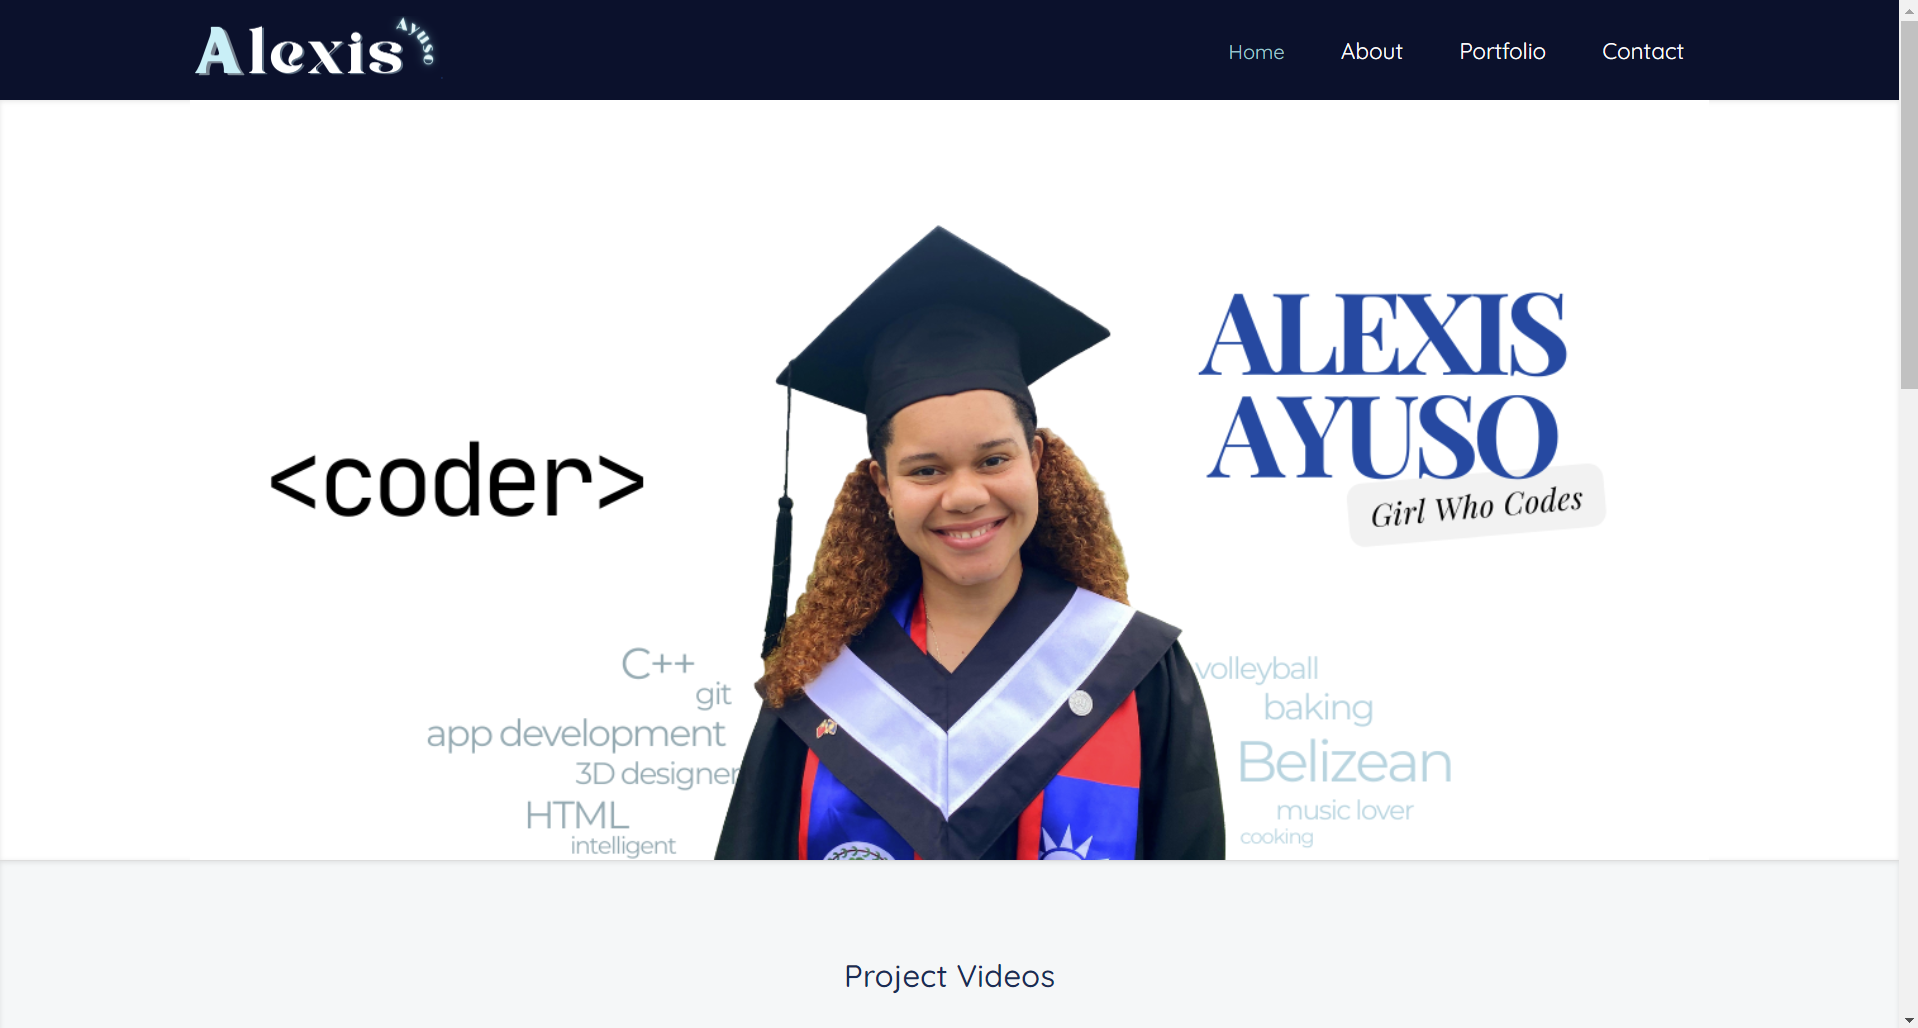 Alexis Ayuso
Home About Portfolio Contact
<coder>
ALEXIS
AYUSO
Girl Who Codes
C++
git
app development
3D designer
HTML
intelligent
volleyball
baking
Belizean
music lover
cooking
Project Videos